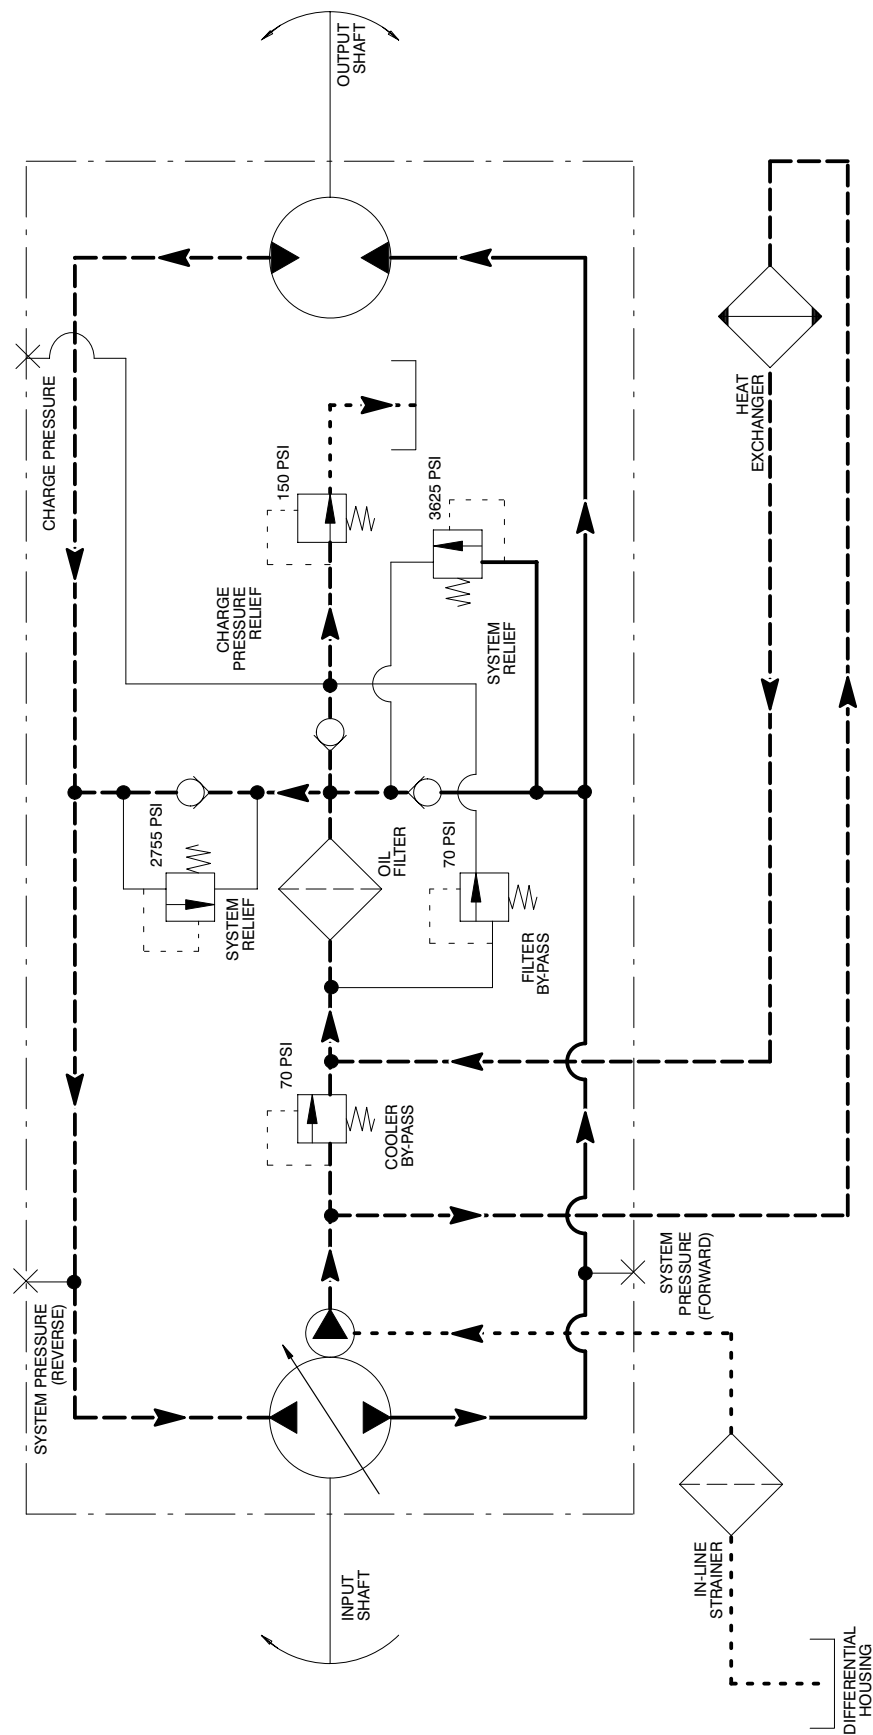 OUTPUT
SHAFT
CHARGE PRESSURE
150 PSI
3625 PSI
CHARGE
PRESSURE
RELIEF
SYSTEM
RELIEF
HEAT
EXCHANGER
2755 PSI
SYSTEM
RELIEF
OIL
FILTER
70 PSI
FILTER
BY-PASS
70 PSI
COOLER
BY-PASS
SYSTEM PRESSURE
(REVERSE)
SYSTEM
PRESSURE
(FORWARD)
INPUT
SHAFT
IN-LINE
STRAINER
DIFFERENTIAL
HOUSING